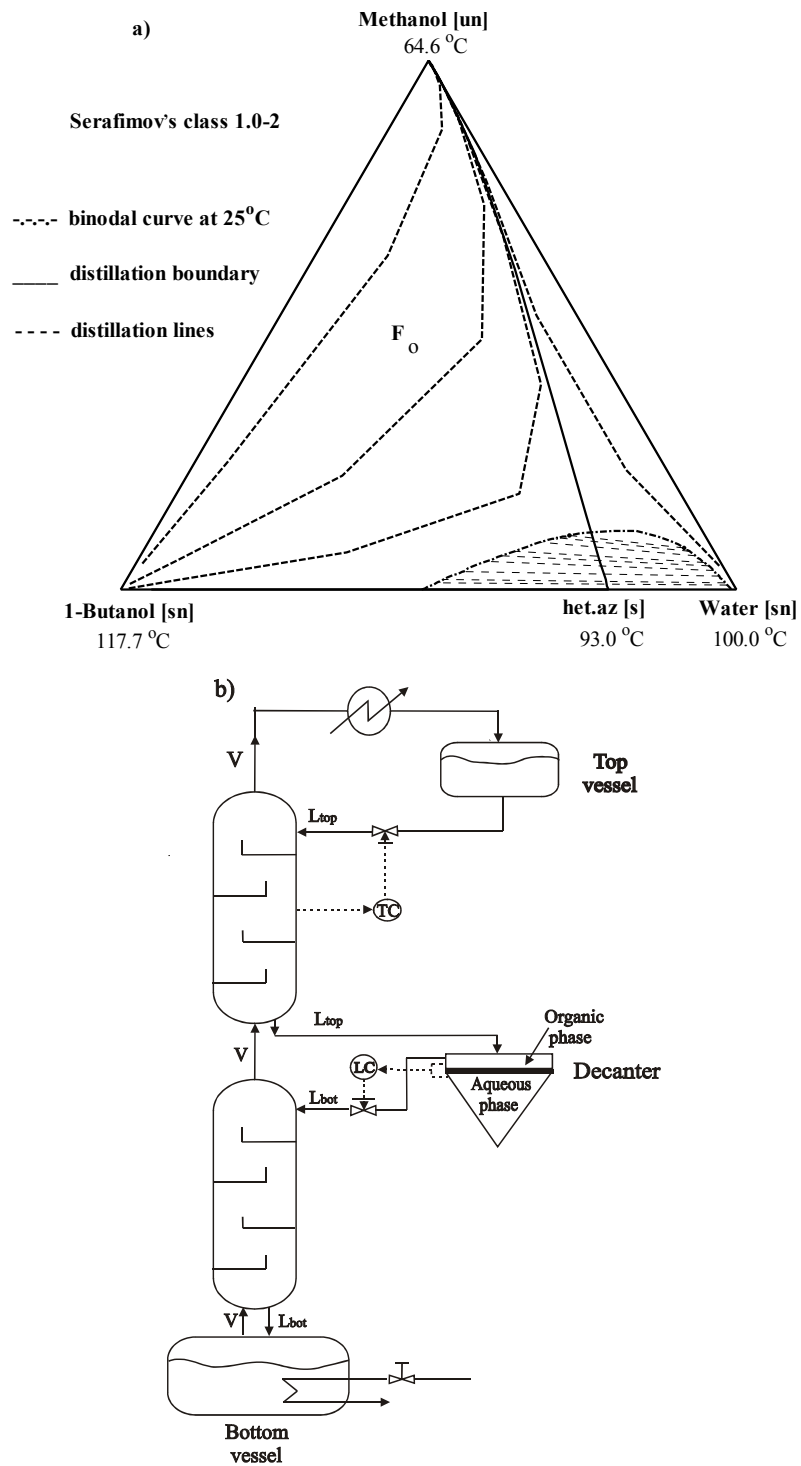 a)
Methanol [un]
64.6 °C
Serafimov's class 1.0-2
-.-.-.- binodal curve at 25°C
____ distillation boundary
- - - - distillation lines
F o
1-Butanol [sn]
117.7 °C
het.az [s]
93.0 °C
Water [sn]
100.0 °C
b)
V
Top
vessel
Ltop
TC
Ltop
Organic
phase
V
LC
Decanter
Aqueous
phase
Lbot
V
Lbot
Bottom
vessel